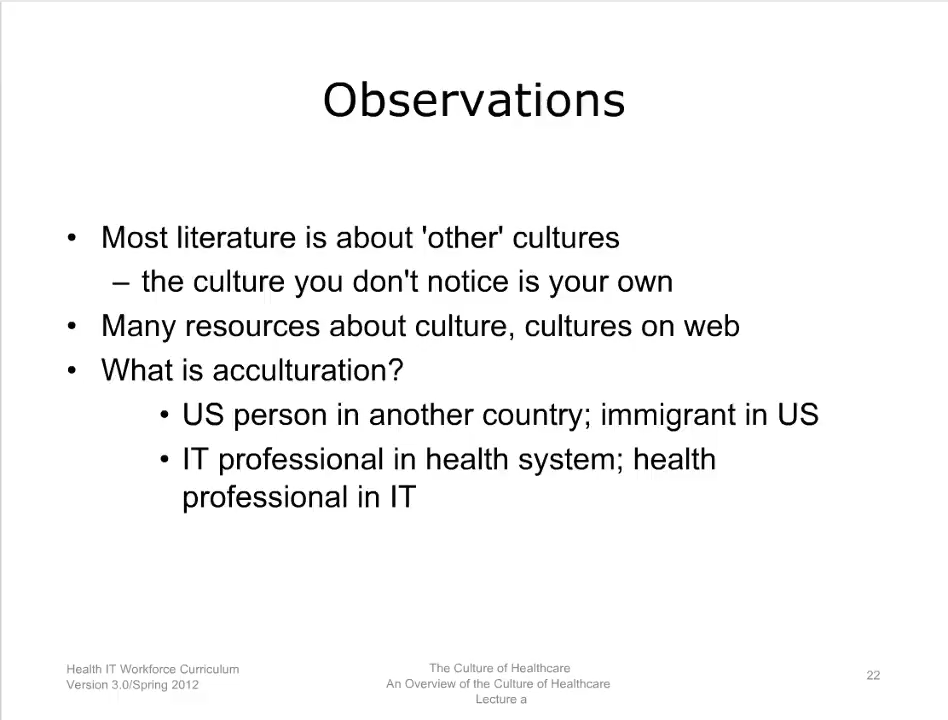 Observations
• Most literature is about 'other' cultures
– the culture you don't notice is your own
• Many resources about culture, cultures on web
• What is acculturation?
• US person in another country; immigrant in US
• IT professional in health system; health
professional in IT
Health IT Workforce Curriculum
Version 3.0/Spring 2012
The Culture of Healthcare
An Overview of the Culture of Healthcare
Lecture a
22